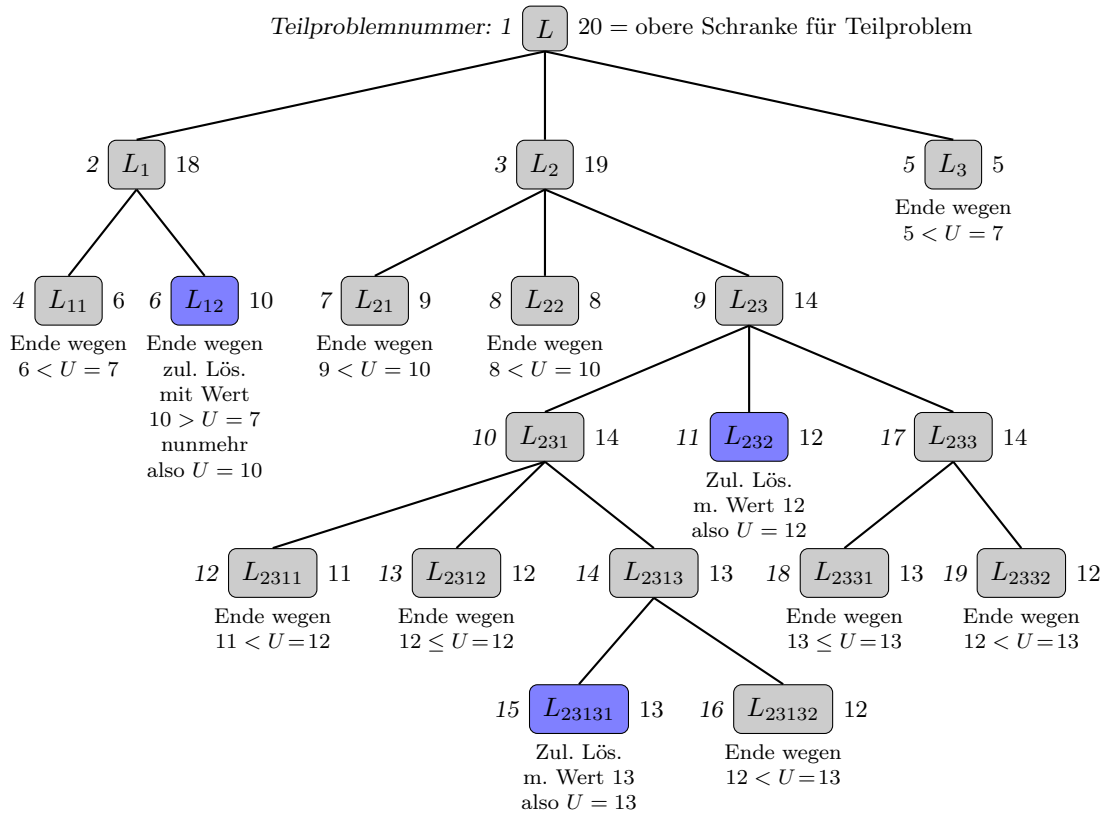 Teilproblemnummer: 1 L 20 = obere Schranke für Teilproblem
2 L₁ 18
3 L₂ 19
5 L₃ 5
Ende wegen
5 < U = 7
4 L₁₁ 6
Ende wegen
6 < U = 7
6 L₁₂ 10
Ende wegen
zul. Lös.
mit Wert
10 > U = 7
nunmehr
also U = 10
7 L₂₁ 9
Ende wegen
9 < U = 10
8 L₂₂ 8
Ende wegen
8 < U = 10
9 L₂₃ 14
10 L₂₃₁ 14
11 L₂₃₂ 12
Zul. Lös.
m. Wert 12
also U = 12
17 L₂₃₃ 14
12 L₂₃₁₁ 11
Ende wegen
11 < U=12
13 L₂₃₁₂ 12
Ende wegen
12 ≤ U=12
14 L₂₃₁₃ 13
18 L₂₃₃₁ 13
Ende wegen
13 ≤ U=13
19 L₂₃₃₂ 12
Ende wegen
12 < U=13
15 L₂₃₁₃₁ 13
Zul. Lös.
m. Wert 13
also U = 13
16 L₂₃₁₃₂ 12
Ende wegen
12 < U=13